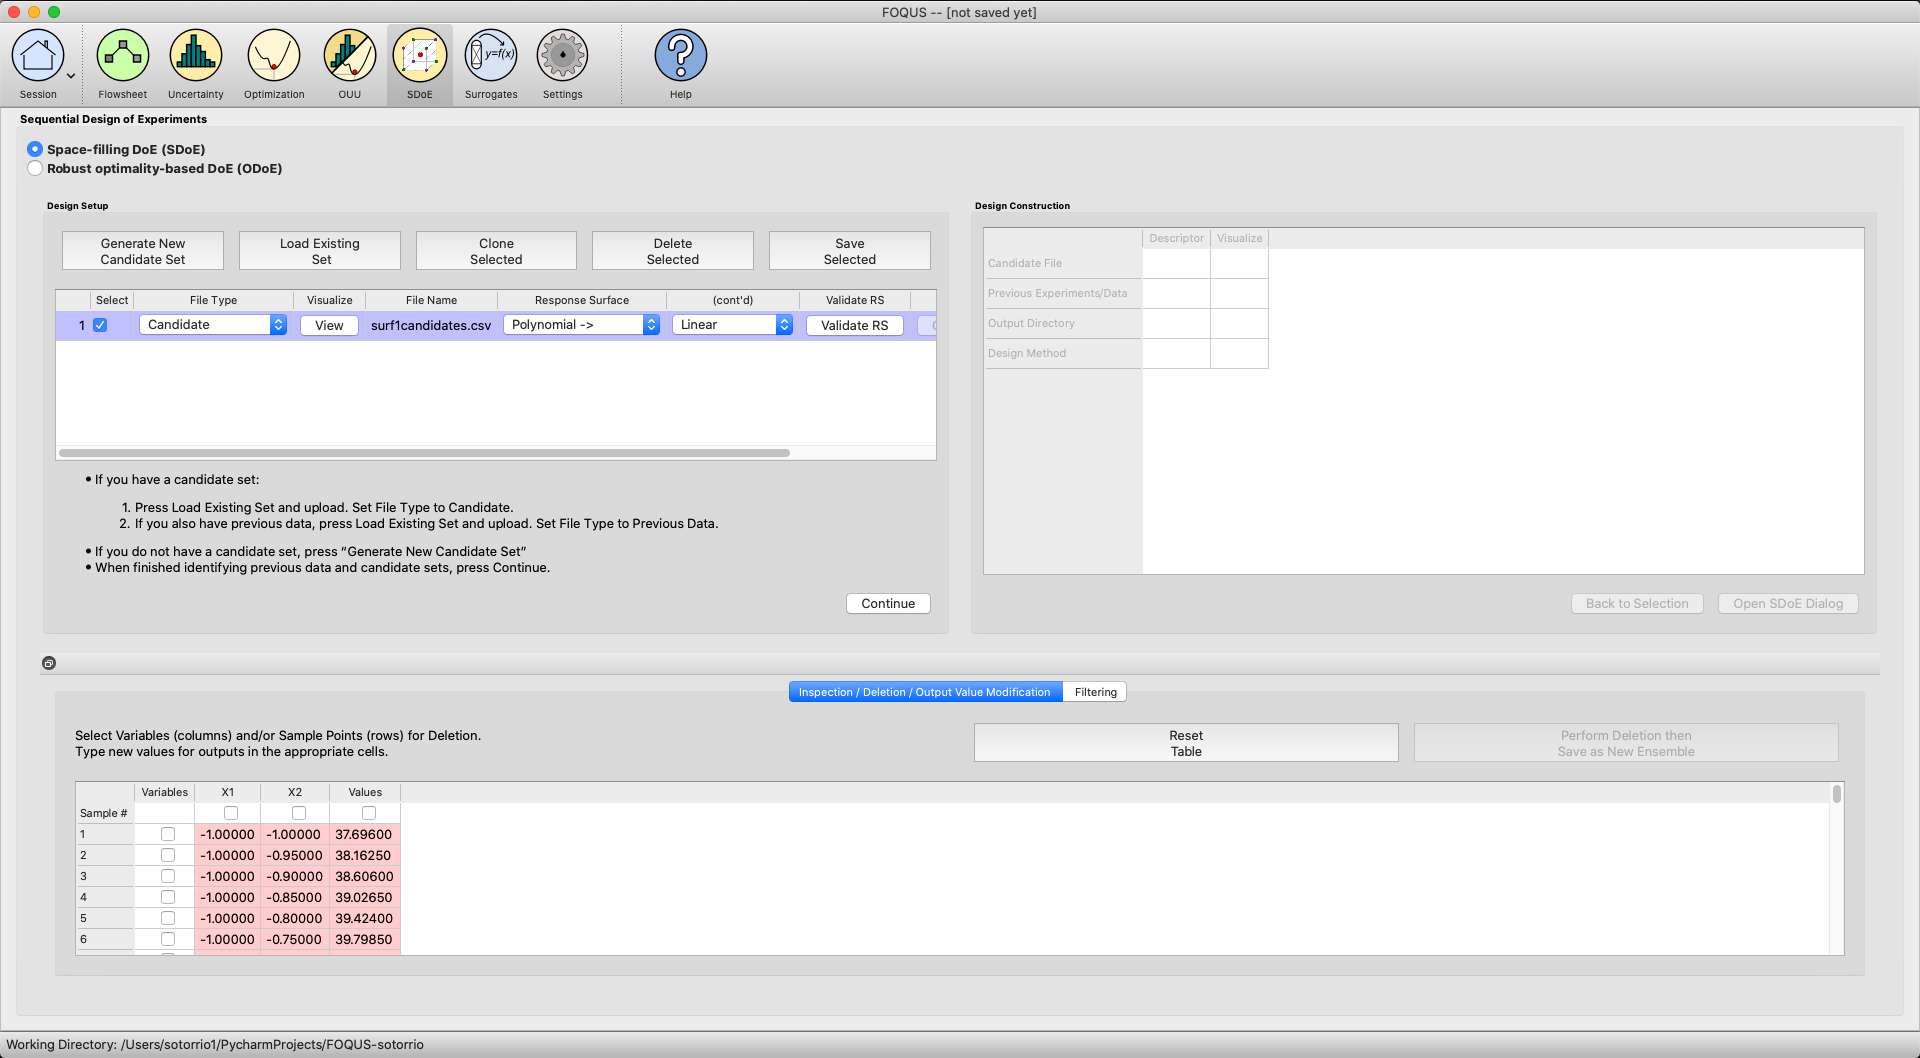 FOQUS -- [not saved yet]
Session
Flowsheet
Uncertainty
Optimization
OUU
SDoE
y=f(x)
Surrogates
Settings
Help
Sequential Design of Experiments
Space-filling DoE (SDoE)
Robust optimality-based DoE (ODoE)
Design Setup
Generate New
Candidate Set
Load Existing
Set
Clone
Selected
Delete
Selected
Save
Selected
Select File Type Visualize File Name Response Surface (cont'd) Validate RS
1 Candidate View surf1candidates.csv Polynomial -> Linear Validate RS
• If you have a candidate set:
1. Press Load Existing Set and upload. Set File Type to Candidate.
2. If you also have previous data, press Load Existing Set and upload. Set File Type to Previous Data.
• If you do not have a candidate set, press “Generate New Candidate Set”
• When finished identifying previous data and candidate sets, press Continue.
Continue
Design Construction
Descriptor Visualize
Candidate File
Previous Experiments/Data
Output Directory
Design Method
Back to Selection
Open SDoE Dialog
Inspection / Deletion / Output Value Modification
Filtering
Select Variables (columns) and/or Sample Points (rows) for Deletion.
Type new values for outputs in the appropriate cells.
Reset
Table
Perform Deletion then
Save as New Ensemble
Variables X1 X2 Values
Sample #
1 -1.00000 -1.00000 37.69600
2 -1.00000 -0.95000 38.16250
3 -1.00000 -0.90000 38.60600
4 -1.00000 -0.85000 39.02650
5 -1.00000 -0.80000 39.42400
6 -1.00000 -0.75000 39.79850
Working Directory: /Users/sotorrio1/PycharmProjects/FOQUS-sotorrio